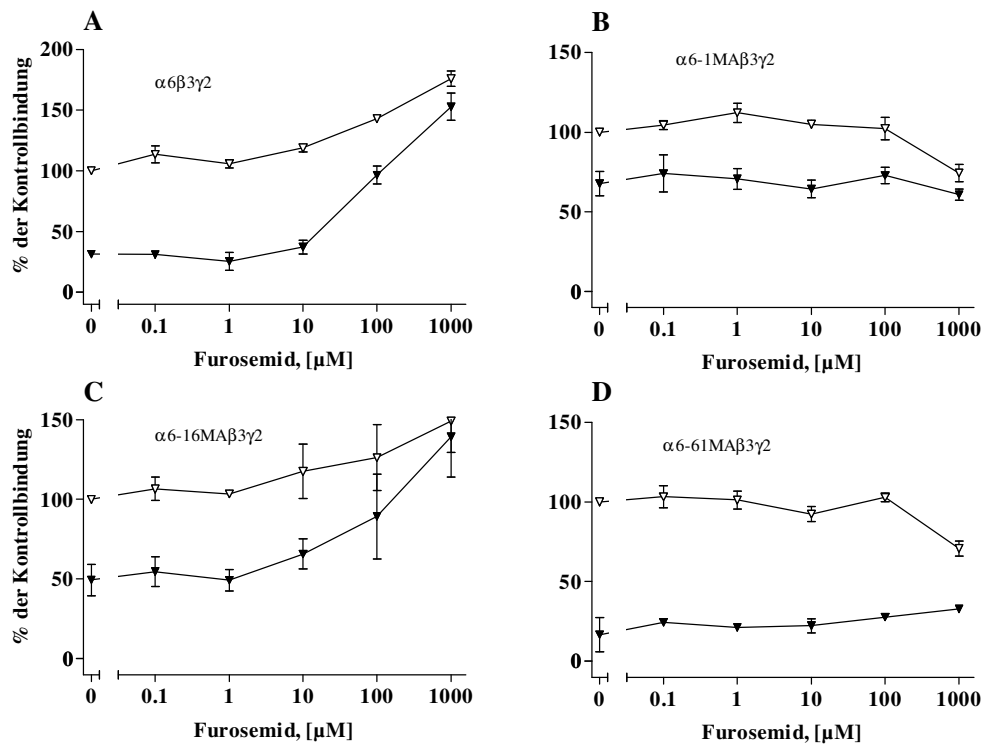 A
200
150
100
50
0
% der Kontrollbindung
α6β3γ2
0 0.1 1 10 100 1000
Furosemid, [µM]
B
150
100
50
0
α6-1MAβ3γ2
0 0.1 1 10 100 1000
Furosemid, [µM]
C
150
100
50
0
% der Kontrollbindung
α6-16MAβ3γ2
0 0.1 1 10 100 1000
Furosemid, [µM]
D
150
100
50
0
α6-61MAβ3γ2
0 0.1 1 10 100 1000
Furosemid, [µM]